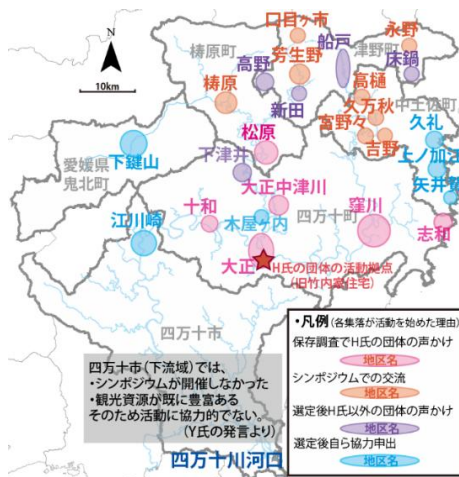 N
10km
口目ヶ市
芳生野
船戸
永野
津野町
床鍋
梼原町
高野
新田
梼原
高樋
久万秋
中土佐町
富野々
吉野
久礼
上ノ加江
矢井賀
志和
松原
下津井
愛媛県
鬼北町
下鍵山
江川崎
十和
大正中津川
木屋ヶ内
四万十町
窪川
大正
H氏の団体の活動拠点
(旧竹内家住宅)
四万十市
四万十市（下流域）では、
・シンポジウムが開催しなかった
・観光資源が既に豊富ある
そのため活動に協力的でない。
（Y氏の発言より）
四万十川河口
・凡例(各集落が活動を始めた理由)
保存調査でH氏の団体の声かけ
地区名
シンポジウムでの交流
地区名
選定後H氏以外の団体の声かけ
地区名
選定後自ら協力申出
地区名